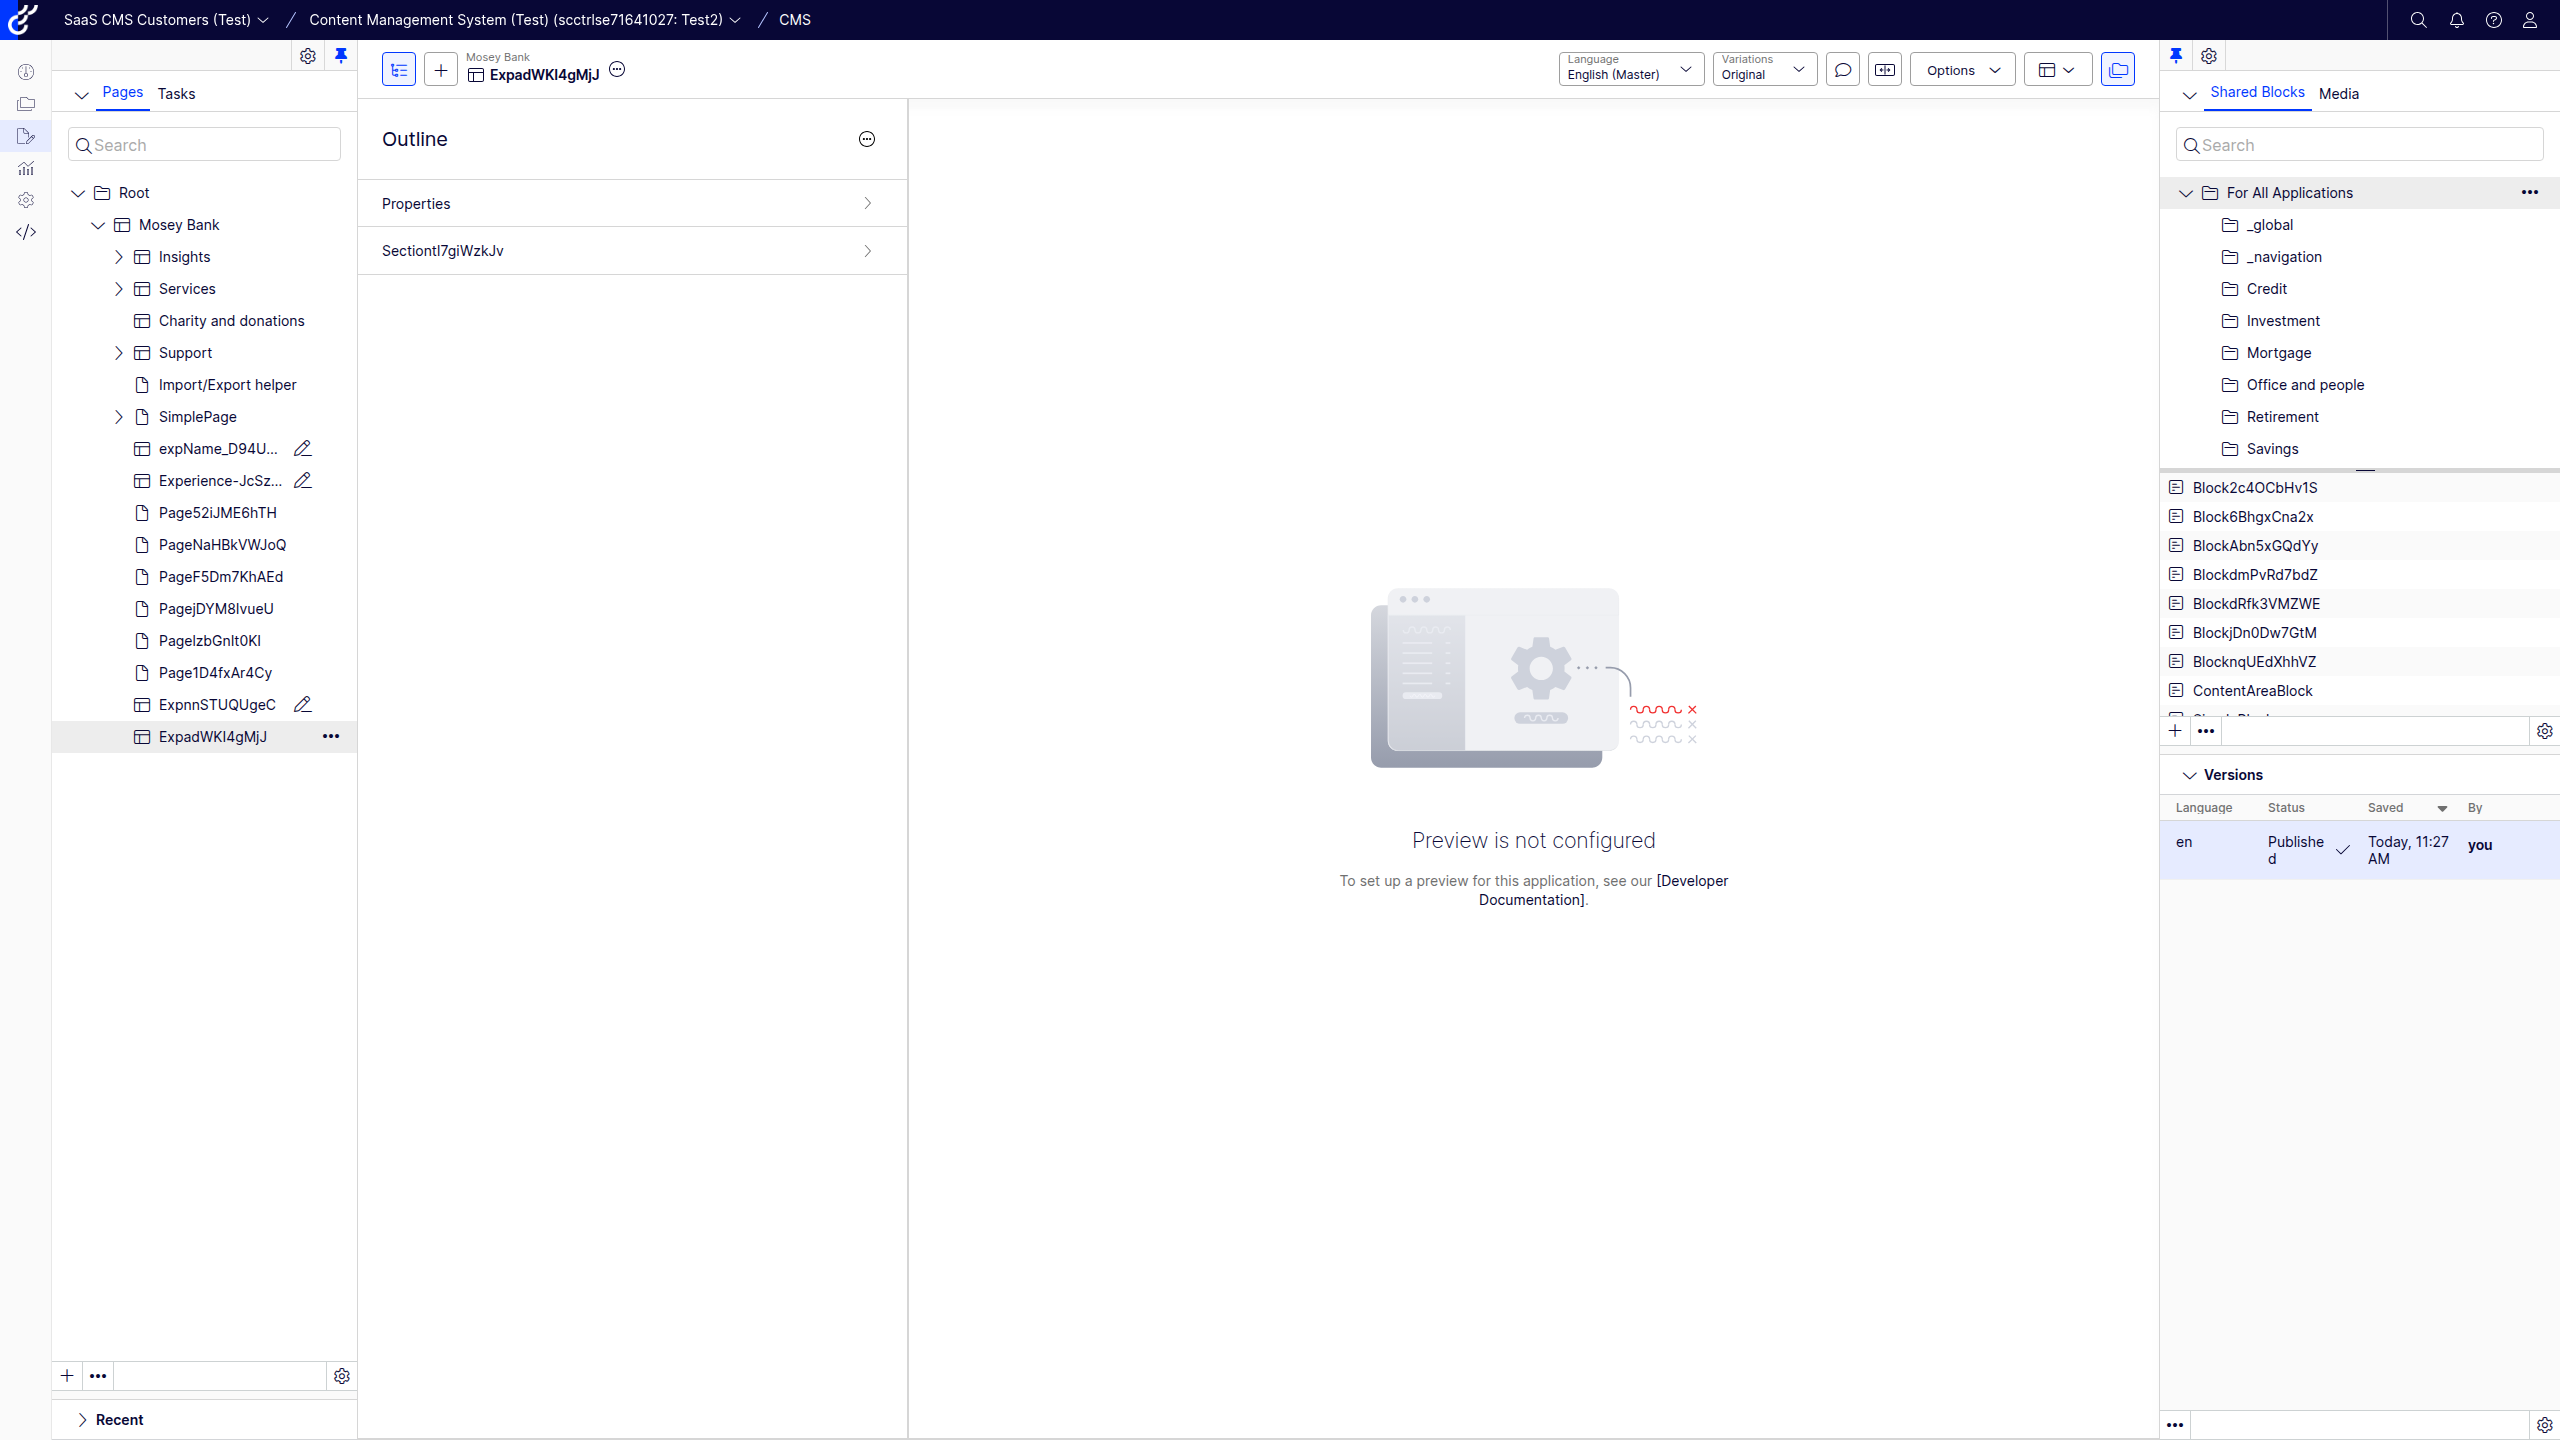 SaaS CMS Customers (Test)
Content Management System (Test) (scctrlse71641027: Test2)
CMS
Pages
Tasks
Search
Root
Mosey Bank
Insights
Services
Charity and donations
Support
Import/Export helper
SimplePage
expName_D94U...
Experience-JcSz...
Page52iJME6hTH
PageNaHBkVWJoQ
PageF5Dm7KhAEd
PagejDYM8IvueU
PageIzbGnIt0KI
Page1D4fxAr4Cy
ExpnnSTUQUgeC
ExpadWKI4gMjJ
Recent
Mosey Bank
ExpadWKI4gMjJ
Language
English (Master)
Variations
Original
Options
Outline
Properties
SectiontI7giWzkJv
Preview is not configured
To set up a preview for this application, see our [Developer
Documentation].
Shared Blocks
Media
Search
For All Applications
_global
_navigation
Credit
Investment
Mortgage
Office and people
Retirement
Savings
Block2c4OCbHv1S
Block6BhgxCna2x
BlockAbn5xGQdYy
BlockdmPvRd7bdZ
BlockdRfk3VMZWE
BlockjDn0Dw7GtM
BlocknqUEdXhhVZ
ContentAreaBlock
Versions
Language
Status
Saved
By
en
Publishe
d
Today, 11:27
AM
you